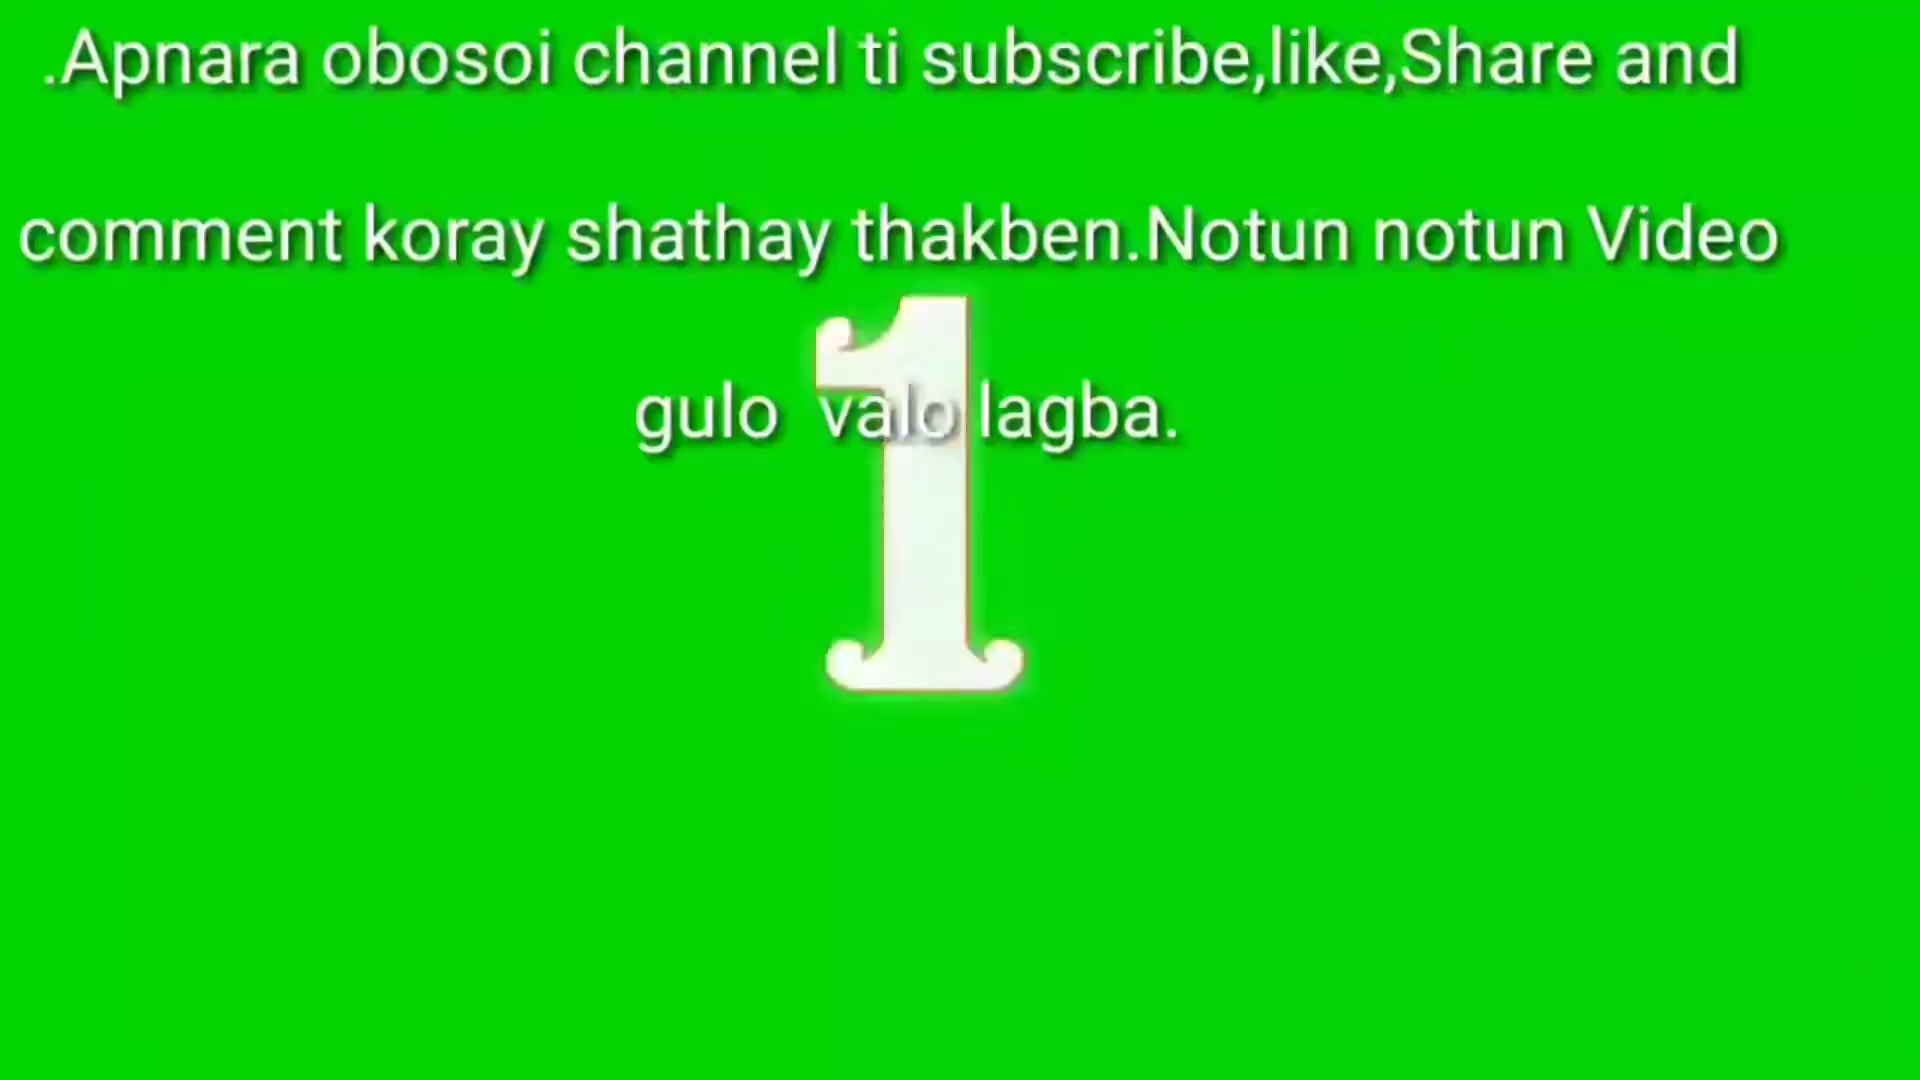 .Apnara obosoi channel ti subscribe,like,Share and
comment koray shathay thakben.Notun notun Video
gulo valo lagba.
1